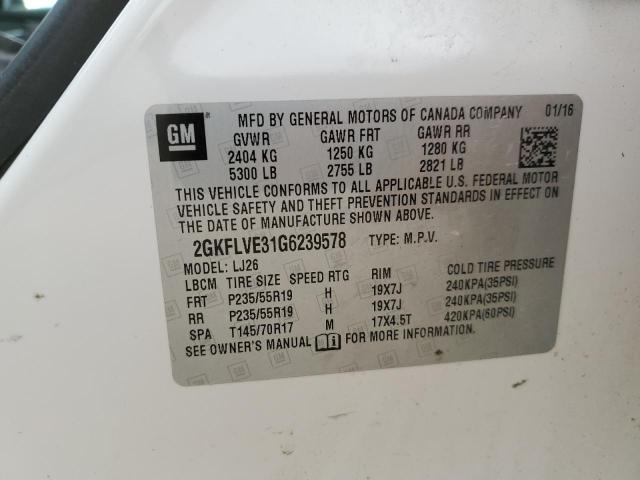 GM
MFD BY GENERAL MOTORS OF CANADA COMPANY 01/16
GVWR GAWR FRT GAWR RR
2404 KG 1250 KG 1280 KG
5300 LB 2755 LB 2821 LB
THIS VEHICLE CONFORMS TO ALL APPLICABLE U.S. FEDERAL MOTOR
VEHICLE SAFETY AND THEFT PREVENTION STANDARDS IN EFFECT ON
THE DATE OF MANUFACTURE SHOWN ABOVE.
2GKFLVE31G6239578 TYPE: M.P.V.
MODEL: LJ26
LBCM TIRE SIZE SPEED RTG RIM COLD TIRE PRESSURE
FRT P235/55R19 H 19X7J 240KPA(35PSI)
RR P235/55R19 H 19X7J 240KPA(35PSI)
SPA T145/70R17 M 17X4.5T 420KPA(60PSI)
SEE OWNER'S MANUAL FOR MORE INFORMATION.